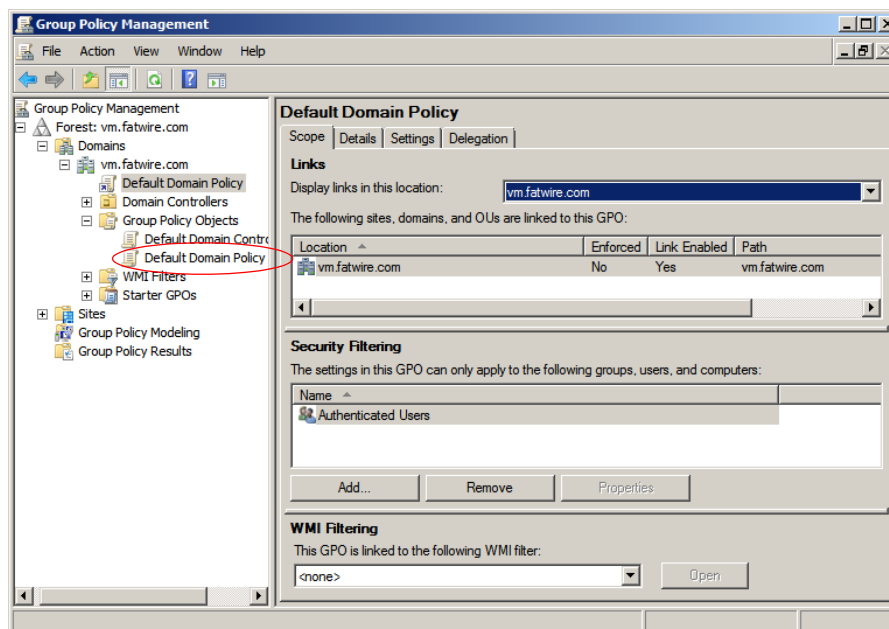 Group Policy Management
File Action View Window Help
Group Policy Management
Forest: vm.fatwire.com
Domains
vm.fatwire.com
Default Domain Policy
Domain Controllers
Group Policy Objects
Default Domain Contrc
Default Domain Policy
WMI Filters
Starter GPOs
Sites
Group Policy Modeling
Group Policy Results
Default Domain Policy
Scope Details Settings Delegation
Links
Display links in this location: vm.fatwire.com
The following sites, domains, and OUs are linked to this GPO:
Location Enforced Link Enabled Path
vm.fatwire.com No Yes vm.fatwire.com
Security Filtering
The settings in this GPO can only apply to the following groups, users, and computers:
Name
Authenticated Users
Add... Remove Properties
WMI Filtering
This GPO is linked to the following WMI filter:
<none> Open